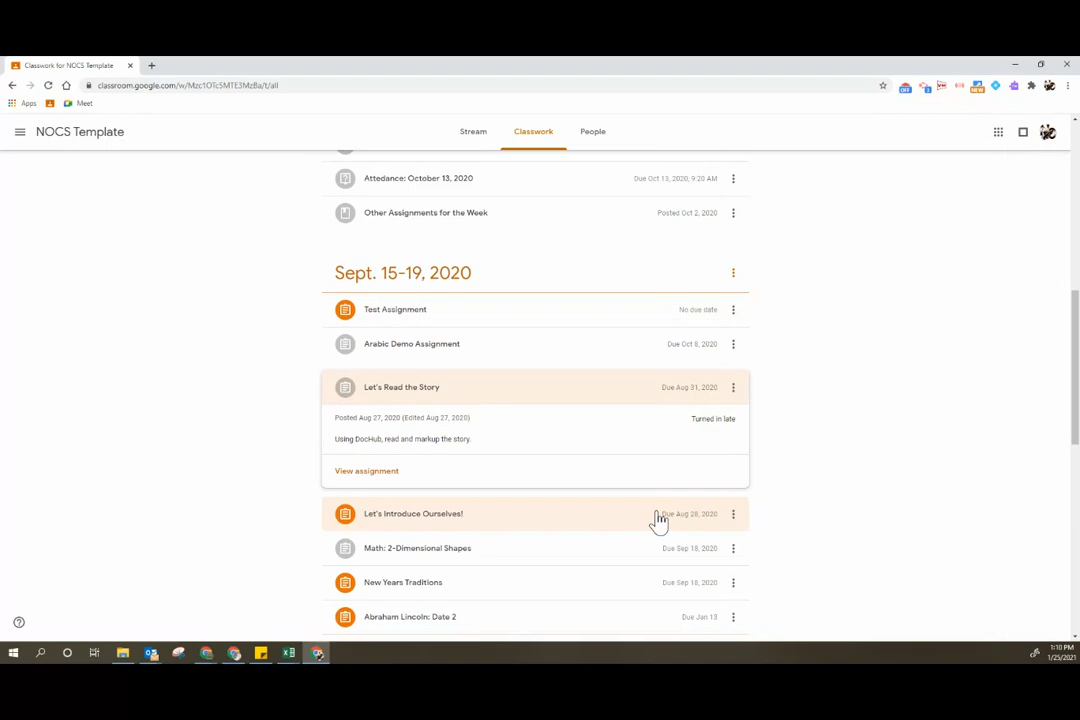 Classwork for NOCS Template
classroom.google.com/w/Mzc1OTc5MTE3MzBa/t/all
Apps
Meet
OFF
NEW
NOCS Template
Stream
Classwork
People
Attedance: October 13, 2020
Due Oct 13, 2020, 9:20 AM
Other Assignments for the Week
Posted Oct 2, 2020
Sept. 15-19, 2020
Test Assignment
No due date
Arabic Demo Assignment
Due Oct 8, 2020
Let's Read the Story
Due Aug 31, 2020
Posted Aug 27, 2020 (Edited Aug 27, 2020)
Turned in late
Using DocHub, read and markup the story.
View assignment
Let's Introduce Ourselves!
Due Aug 28, 2020
Math: 2-Dimensional Shapes
Due Sep 18, 2020
New Years Traditions
Due Sep 18, 2020
Abraham Lincoln: Date 2
Due Jan 13
1:10 PM
1/25/2021